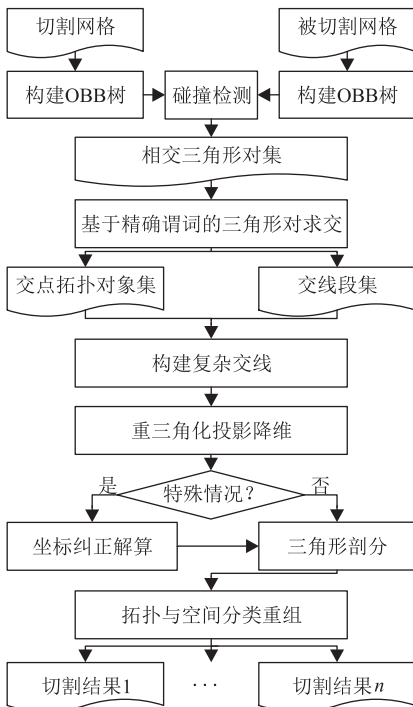 切割网格
被切割网格
构建OBB树
碰撞检测
构建OBB树
相交三角形对集
基于精确谓词的三角形对求交
交点拓扑对象集
交线段集
构建复杂交线
重三角化投影降维
是
特殊情况？
否
坐标纠正解算
三角形剖分
拓扑与空间分类重组
切割结果1
···
切割结果n